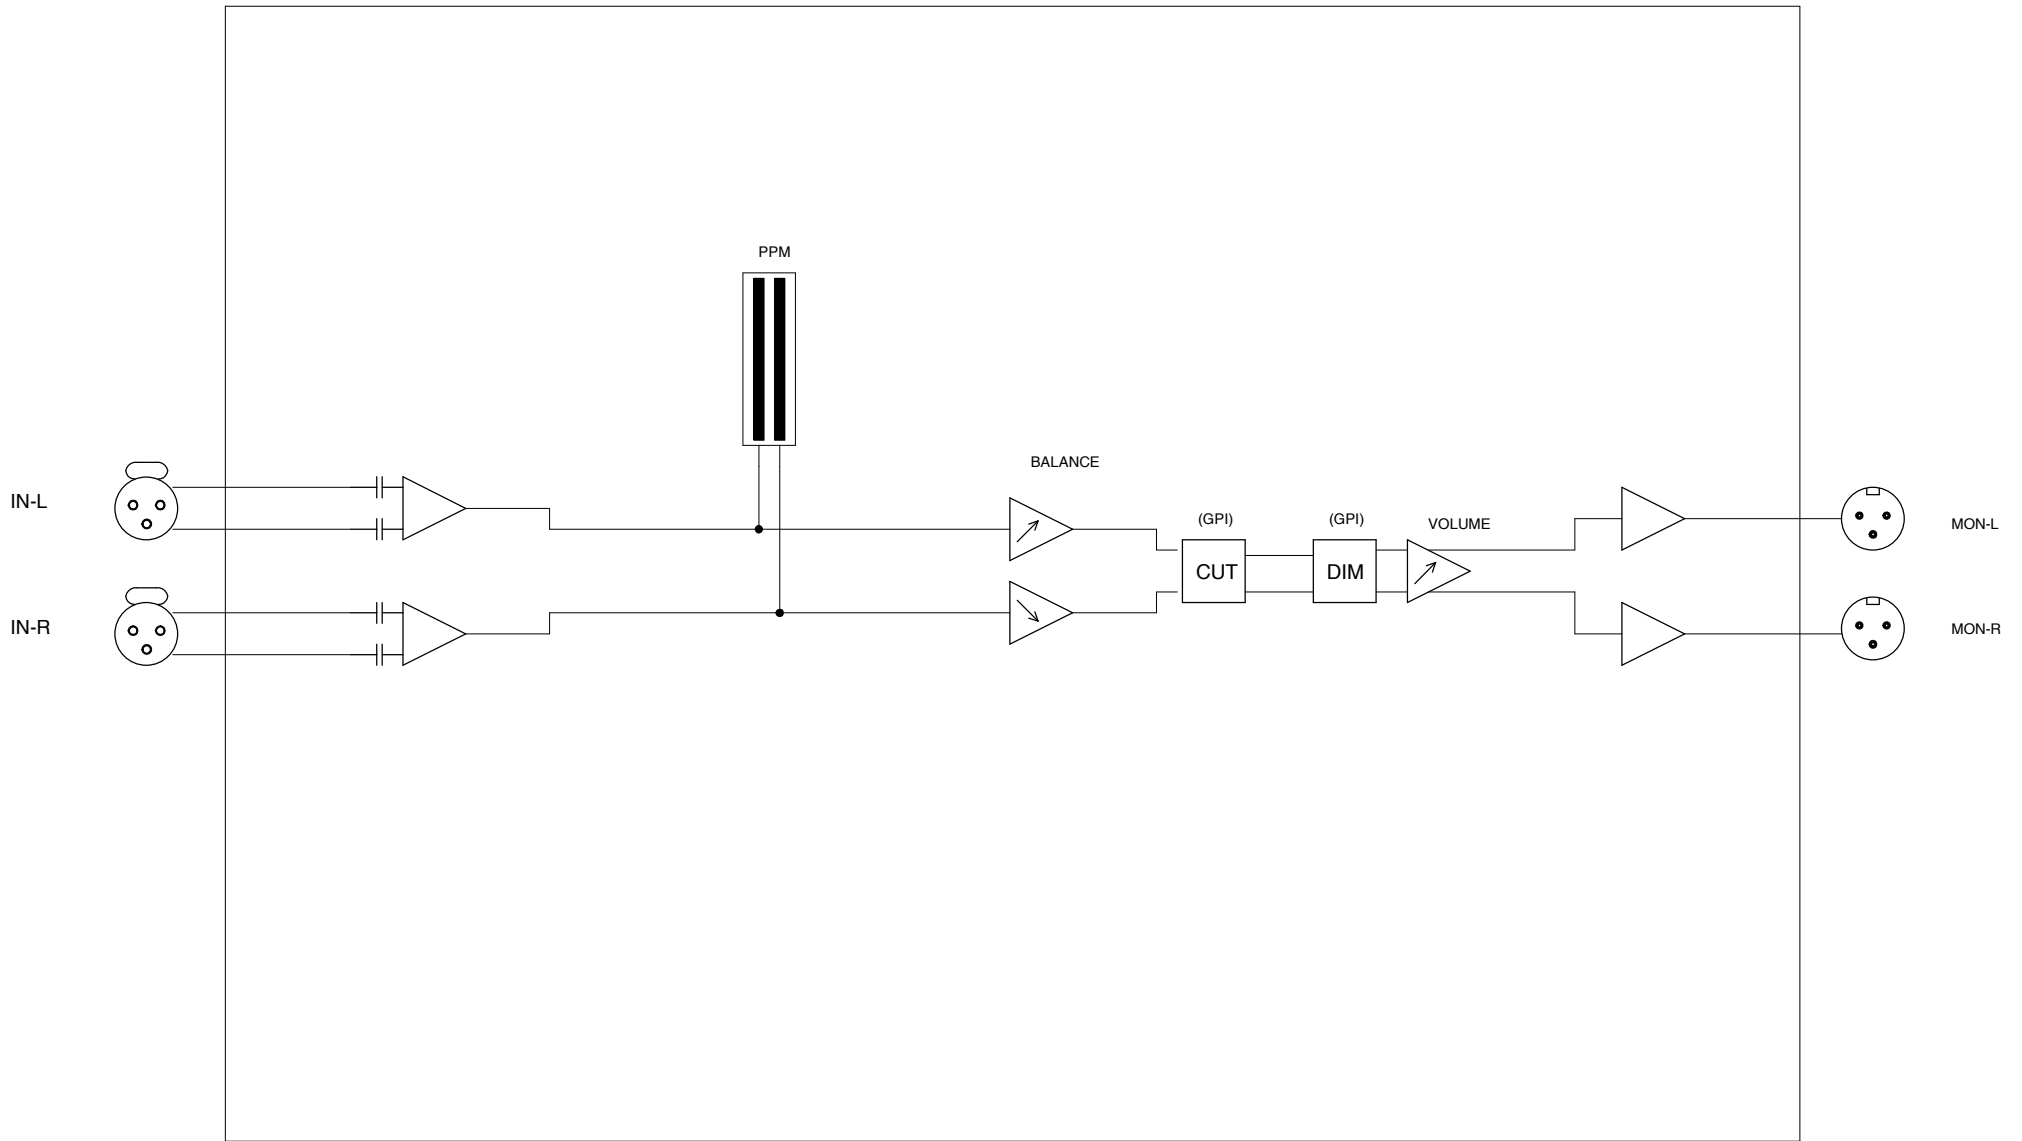 PPM
BALANCE
IN-L
(GPI)
(GPI)
VOLUME
MON-L
CUT
DIM
IN-R
MON-R